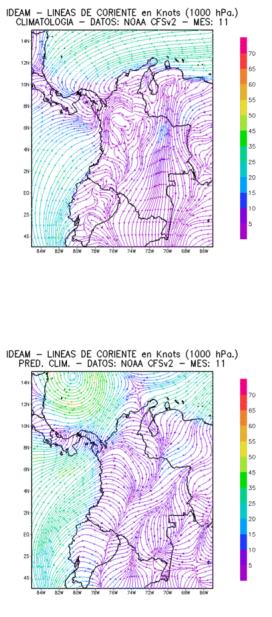 IDEAM – LINEAS DE CORIENTE en Knots (1000 hPa.)
CLIMATOLOGIA – DATOS: NOAA CFSv2 – MES: 11
14N
12N
10N
8N
6N
4N
2N
EQ
2S
4S
84W 82W 80W 78W 76W 74W 72W 70W 68W 66W
70
65
60
55
50
45
35
25
20
15
10
5
IDEAM – LINEAS DE CORIENTE en Knots (1000 hPa.)
PRED. CLIM. – DATOS: NOAA CFSv2 – MES: 11
14N
12N
10N
8N
6N
4N
2N
EQ
2S
4S
84W 82W 80W 78W 76W 74W 72W 70W 68W 66W
70
65
60
55
50
45
35
25
20
15
10
5